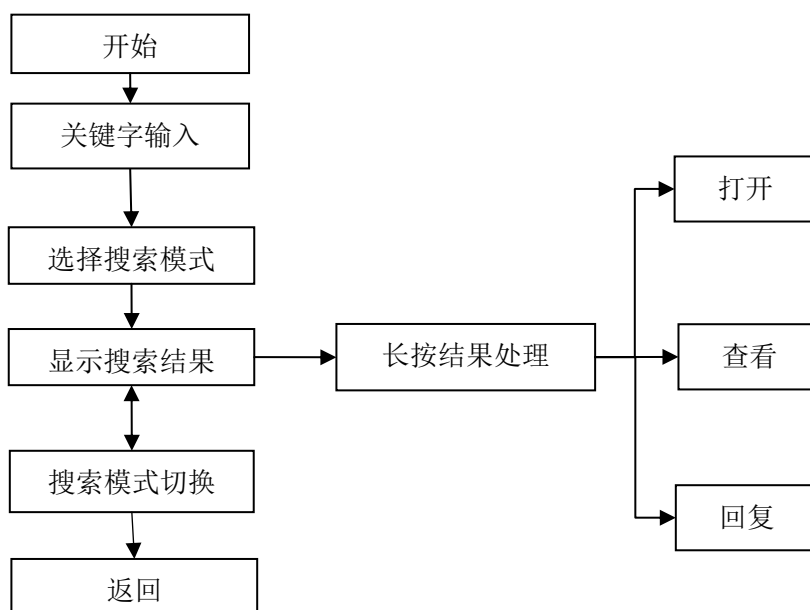 开始
关键字输入
选择搜索模式
显示搜索结果
搜索模式切换
返回
长按结果处理
打开
查看
回复